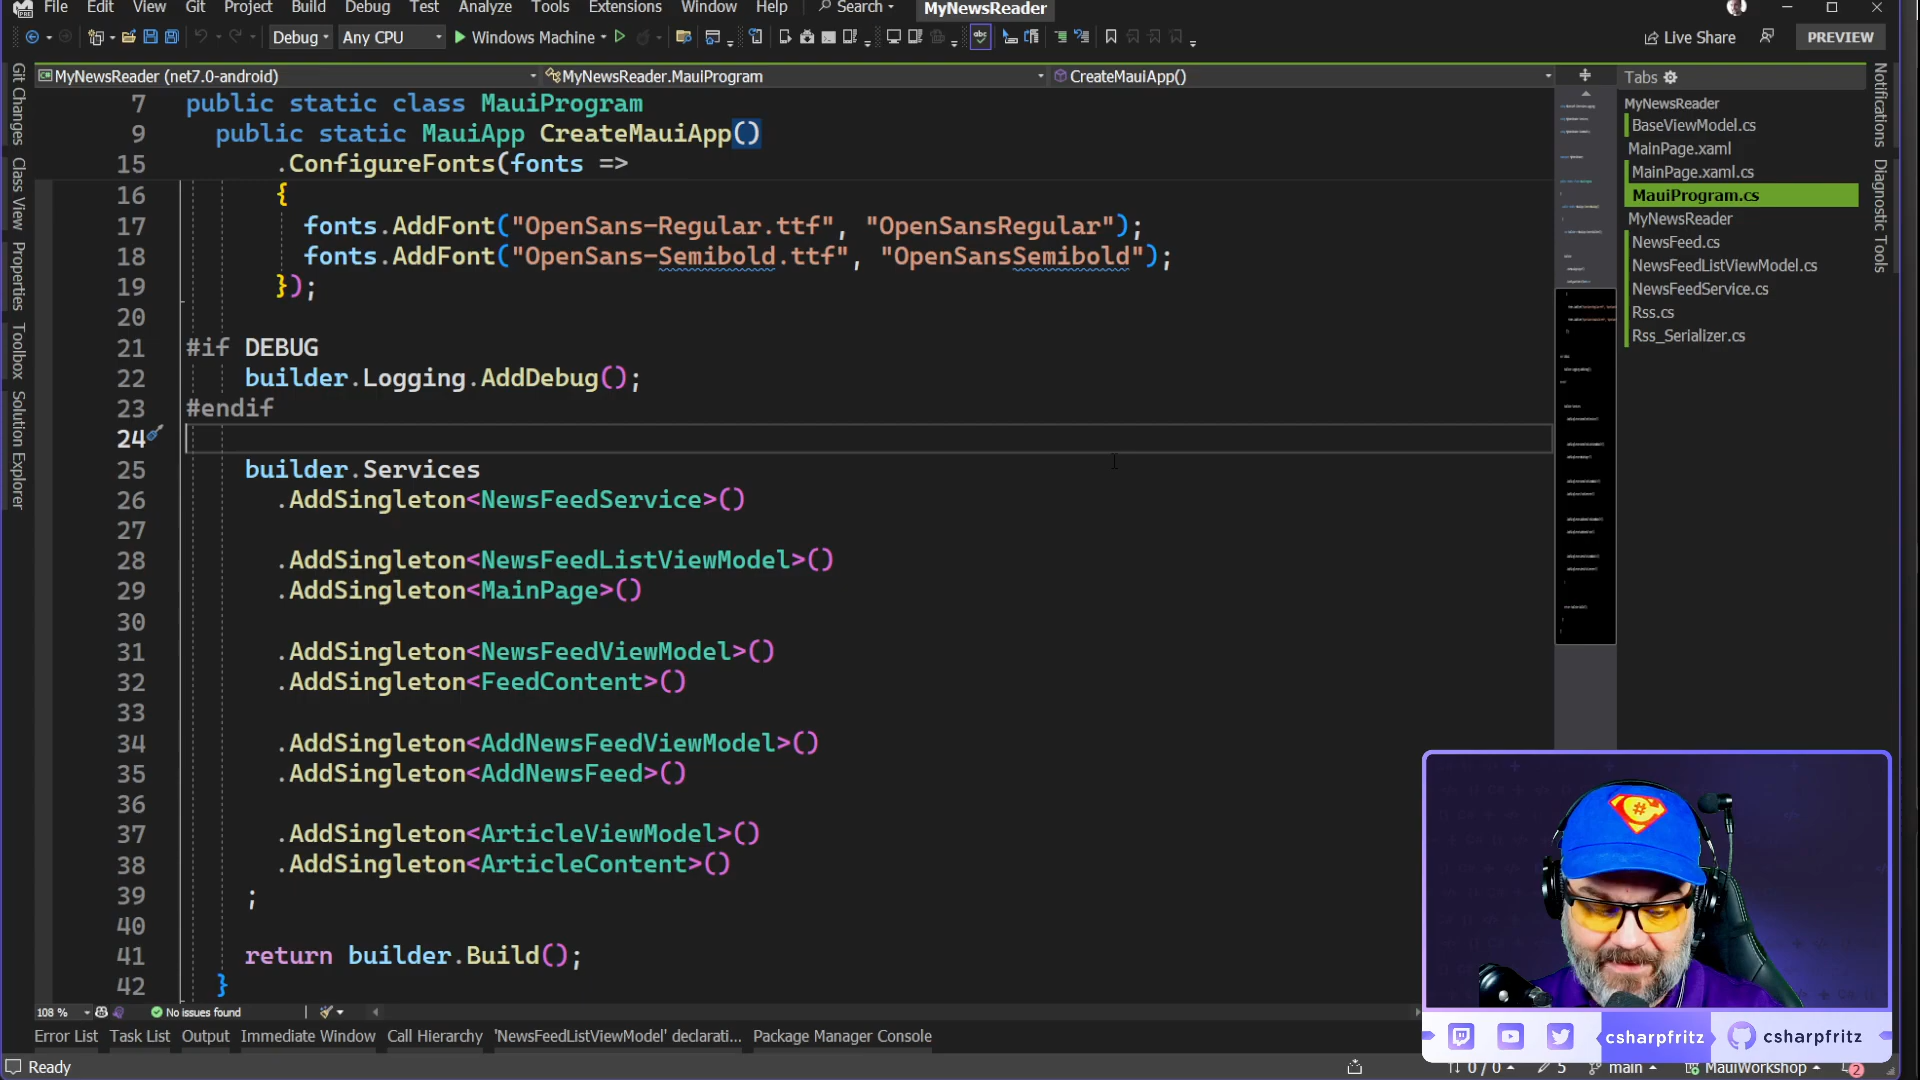 File Edit View Git Project Build Debug Test Analyze Tools Extensions Window Help Search MyNewsReader
Debug Any CPU Windows Machine Live Share PREVIEW
MyNewsReader (net7.0-android) MyNewsReader.MauiProgram CreateMauiApp()
Git Changes
Class View
Properties
Toolbox
Solution Explorer
7 public static class MauiProgram
9 public static MauiApp CreateMauiApp()
15 .ConfigureFonts(fonts =>
16 {
17 fonts.AddFont("OpenSans-Regular.ttf", "OpenSansRegular");
18 fonts.AddFont("OpenSans-Semibold.ttf", "OpenSansSemibold");
19 });
20
21 #if DEBUG
22 builder.Logging.AddDebug();
23 #endif
24
25 builder.Services
26 .AddSingleton<NewsFeedService>()
27
28 .AddSingleton<NewsFeedListViewModel>()
29 .AddSingleton<MainPage>()
30
31 .AddSingleton<NewsFeedViewModel>()
32 .AddSingleton<FeedContent>()
33
34 .AddSingleton<AddNewsFeedViewModel>()
35 .AddSingleton<AddNewsFeed>()
36
37 .AddSingleton<ArticleViewModel>()
38 .AddSingleton<ArticleContent>()
39 ;
40
41 return builder.Build();
42 }
Tabs
MyNewsReader
BaseViewModel.cs
MainPage.xaml
MainPage.xaml.cs
MauiProgram.cs
MyNewsReader
NewsFeed.cs
NewsFeedListViewModel.cs
NewsFeedService.cs
Rss.cs
Rss_Serializer.cs
Notifications
Diagnostic Tools
108 % No issues found
Error List Task List Output Immediate Window Call Hierarchy 'NewsFeedListViewModel' declarati... Package Manager Console
#
csharpfritz csharpfritz
Ready 0 / 0 5 main MauiWorkshop 2